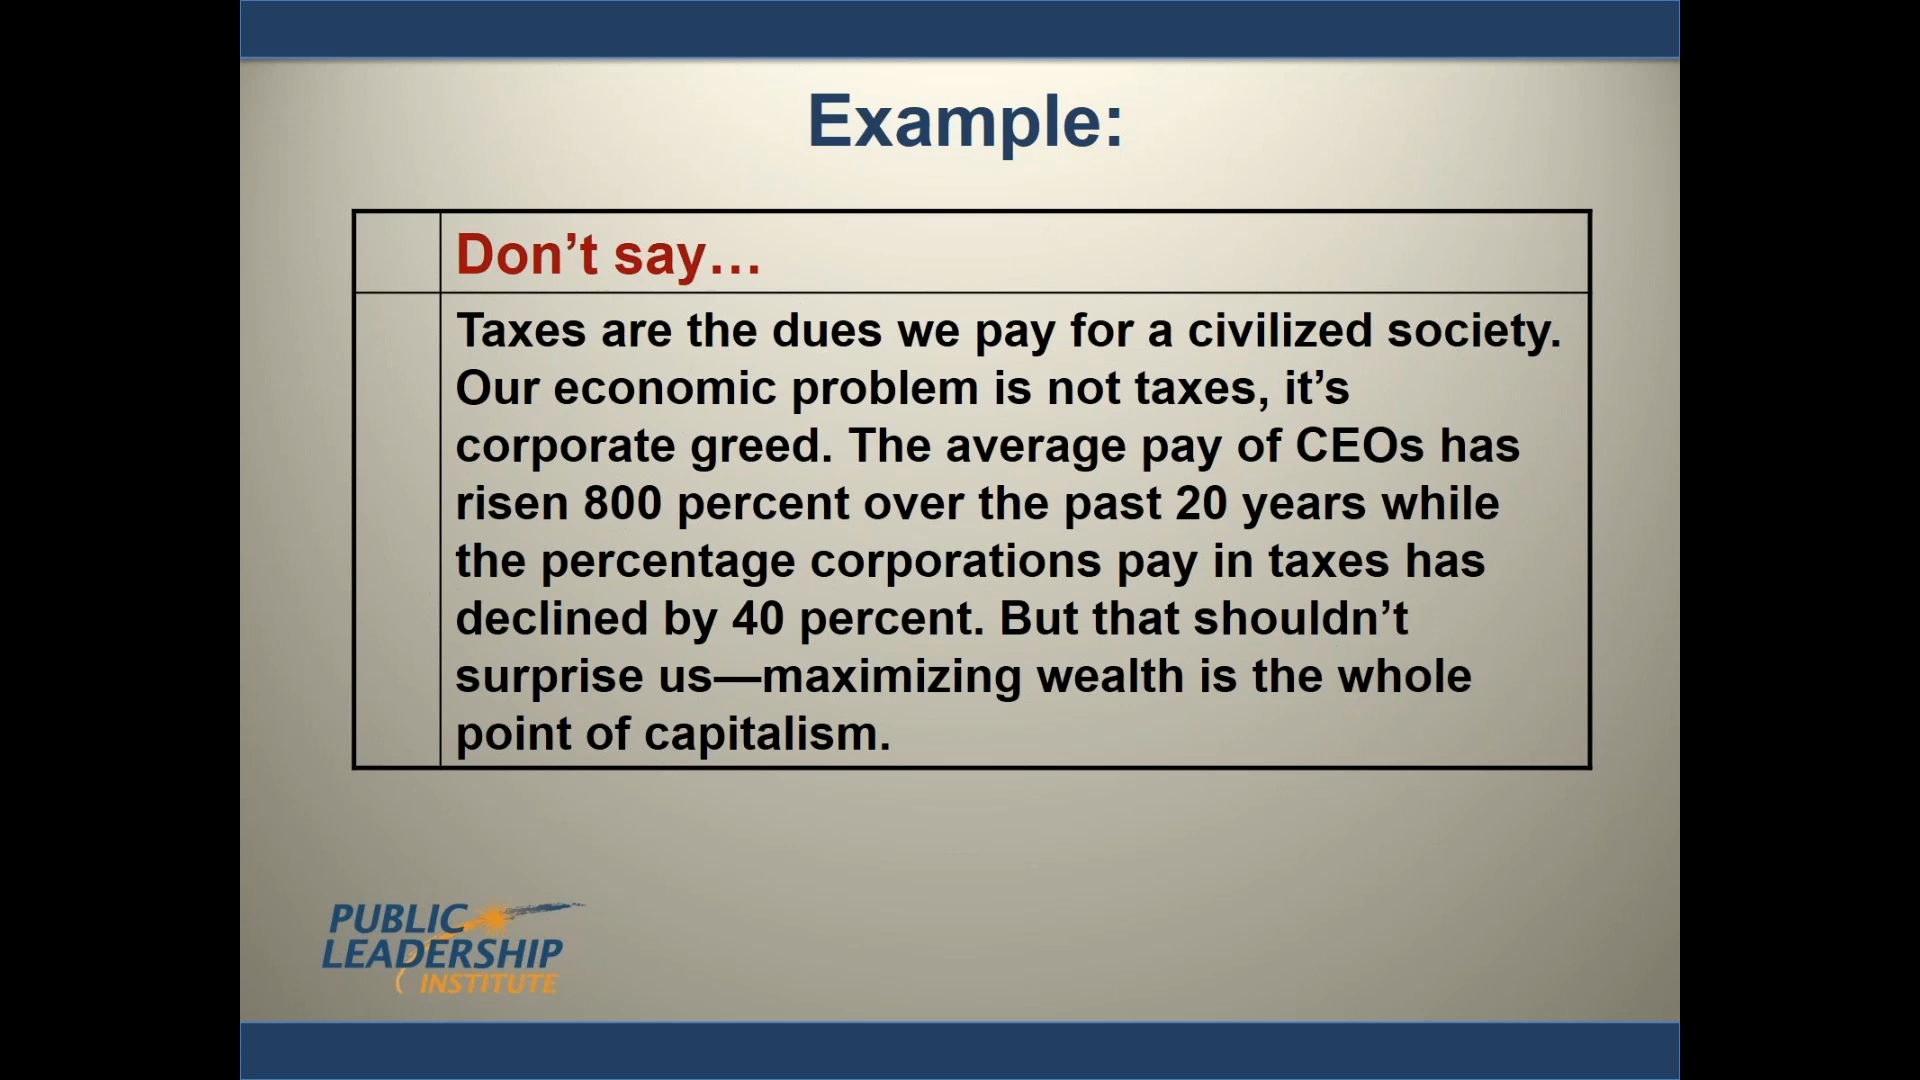 Example:
Don’t say…
Taxes are the dues we pay for a civilized society.
Our economic problem is not taxes, it’s
corporate greed. The average pay of CEOs has
risen 800 percent over the past 20 years while
the percentage corporations pay in taxes has
declined by 40 percent. But that shouldn’t
surprise us—maximizing wealth is the whole
point of capitalism.
PUBLIC
LEADERSHIP
INSTITUTE